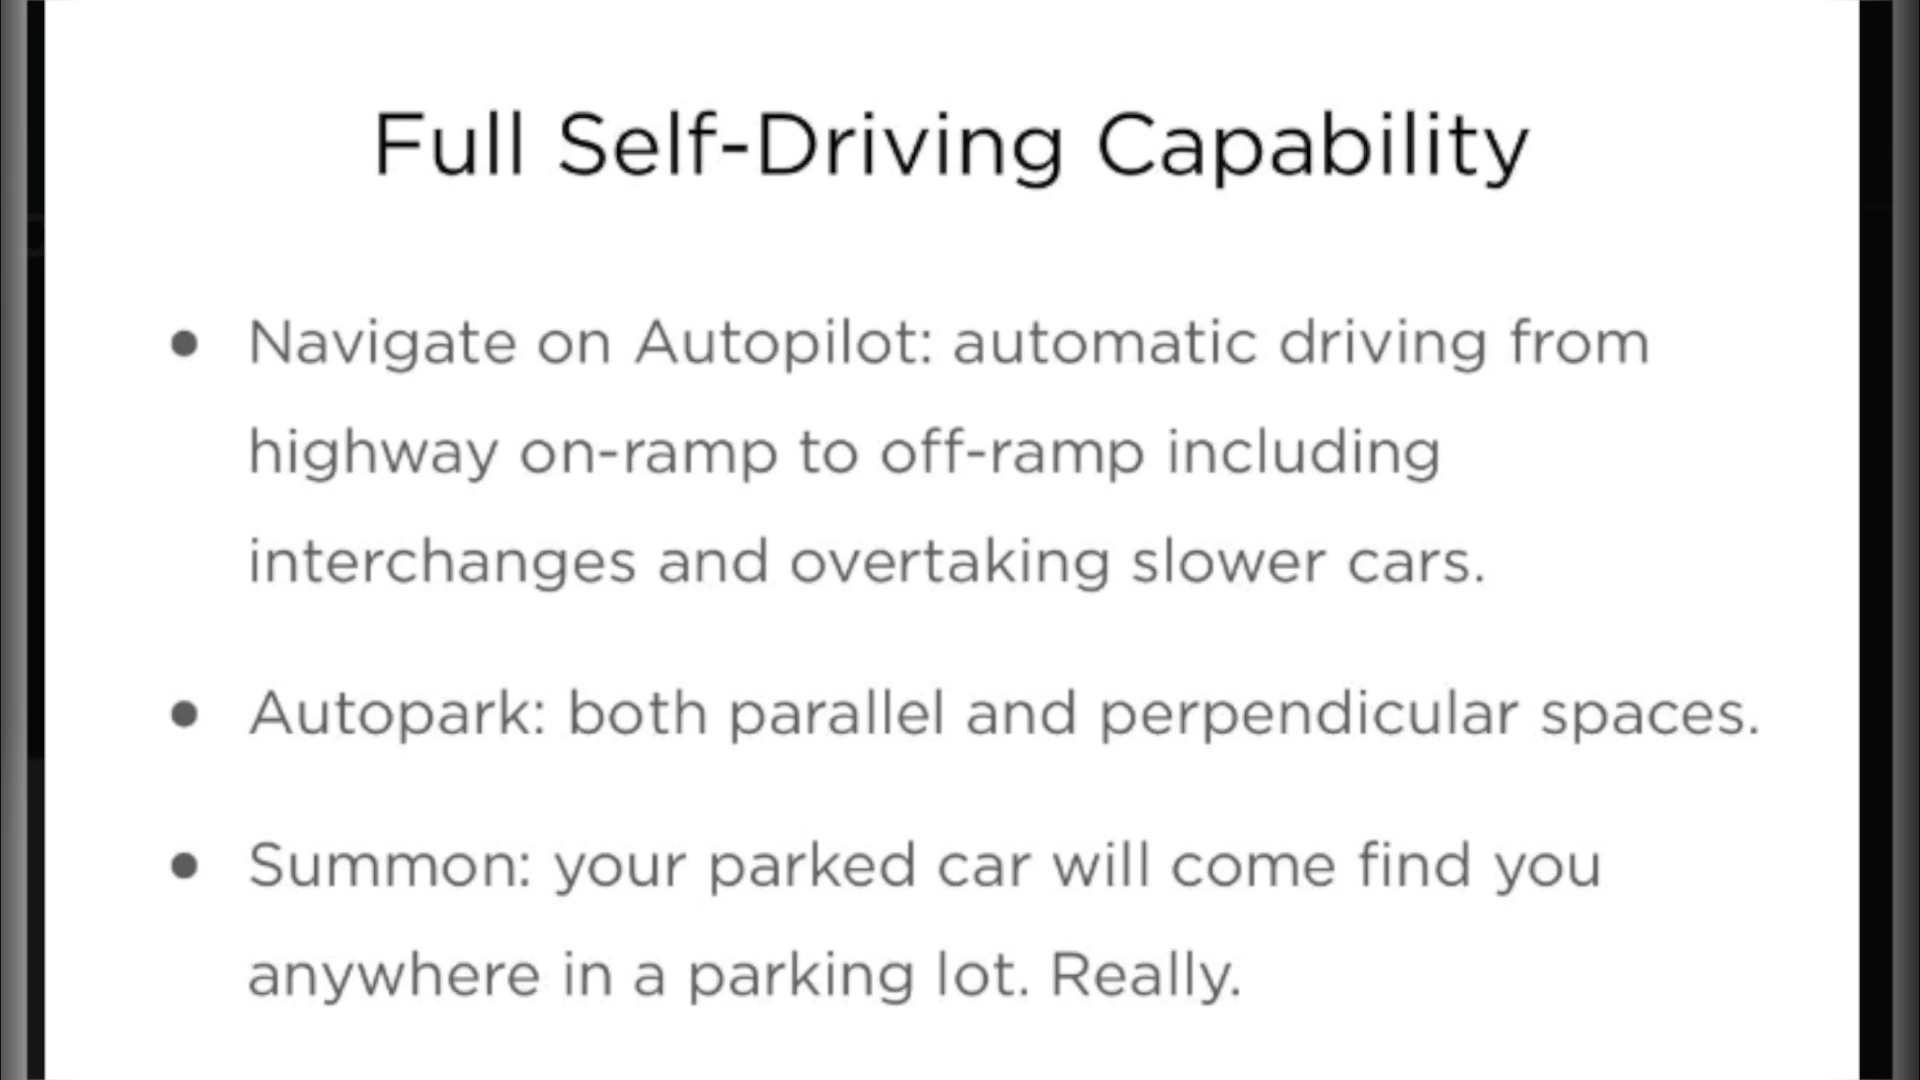 Full Self-Driving Capability
● Navigate on Autopilot: automatic driving from
highway on-ramp to off-ramp including
interchanges and overtaking slower cars.
● Autopark: both parallel and perpendicular spaces.
● Summon: your parked car will come find you
anywhere in a parking lot. Really.